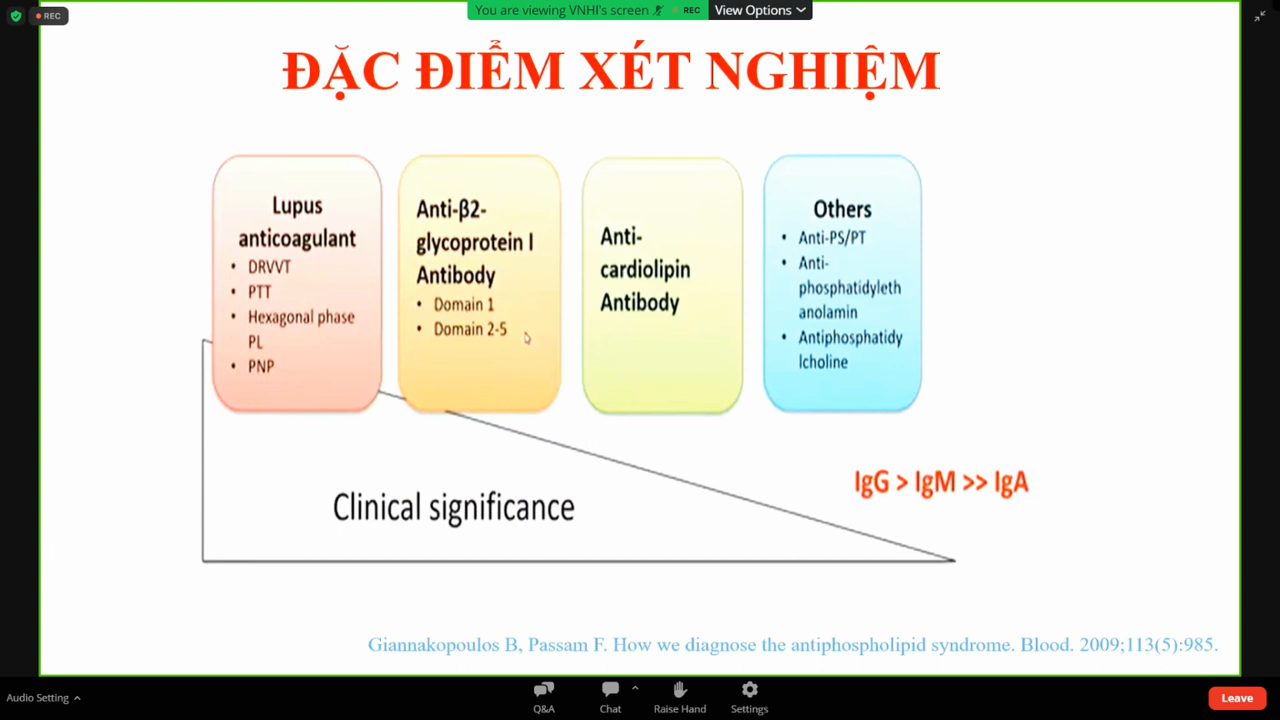 REC
You are viewing VNHI's screen
REC
View Options
ĐẶC ĐIỂM XÉT NGHIỆM
Lupus
anticoagulant
• DRVVT
• PTT
• Hexagonal phase
PL
• PNP
Anti-β2-
glycoprotein I
Antibody
• Domain 1
• Domain 2-5
Anti-
cardiolipin
Antibody
Others
• Anti-PS/PT
• Anti-
phosphatidyleth
anolamin
• Antiphosphatidy
lcholine
IgG > IgM >> IgA
Clinical significance
Giannakopoulos B, Passam F. How we diagnose the antiphospholipid syndrome. Blood. 2009;113(5):985.
Audio Setting
Q&A
Chat
Raise Hand
Settings
Leave